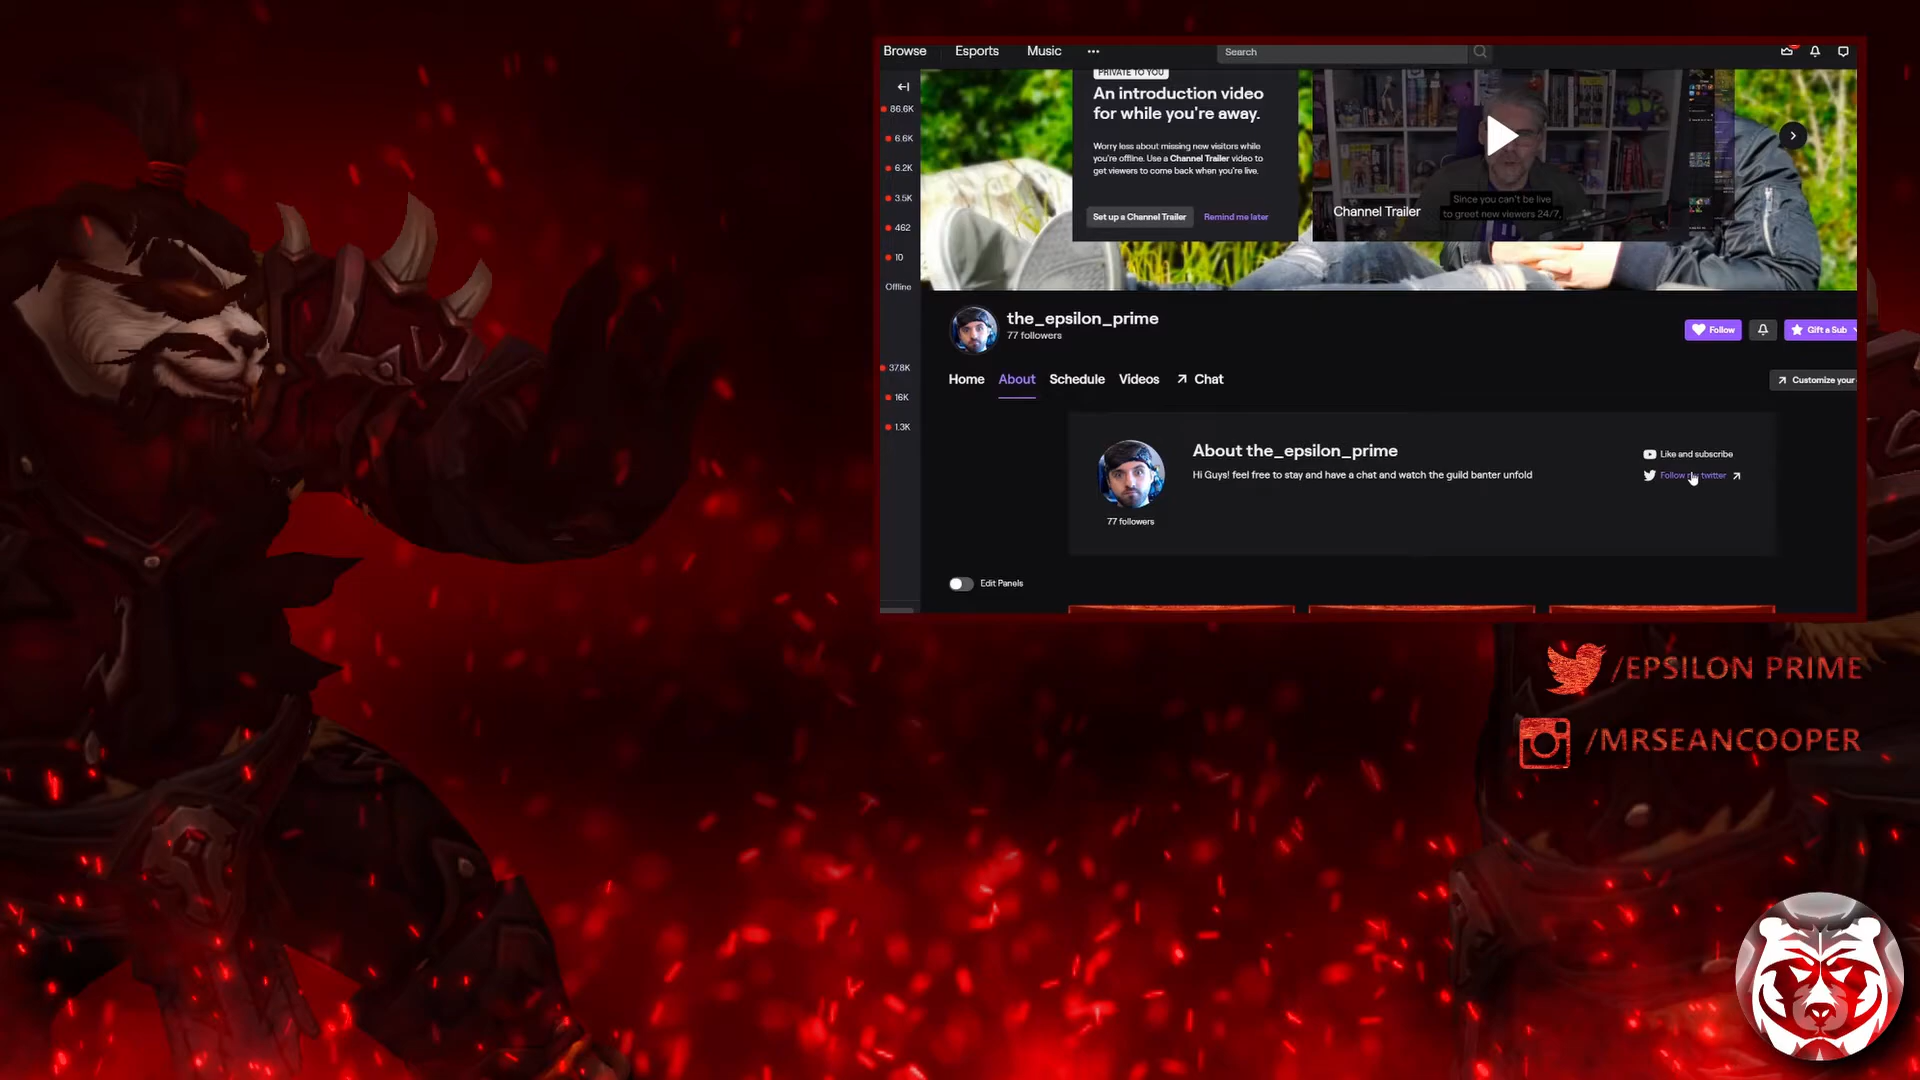 Browse Esports Music ··· Search
PRIVATE TO YOU
An introduction video
for while you're away.
Worry less about missing new visitors while
you're offline. Use a Channel Trailer video to
get viewers to come back when you're live.
Set up a Channel Trailer Remind me later
Channel Trailer
Since you can't be live
to greet new viewers 24/7,
86.6K
6.6K
6.2K
3.5K
462
10
Offline
37.8K
16K
1.3K
the_epsilon_prime
77 followers
Follow Gift a Sub
Home About Schedule Videos Chat
Customize your
About the_epsilon_prime
Hi Guys! feel free to stay and have a chat and watch the guild banter unfold
77 followers
Like and subscribe
Follow my twitter
Edit Panels
/EPSILON PRIME
/MRSEANCOOPER